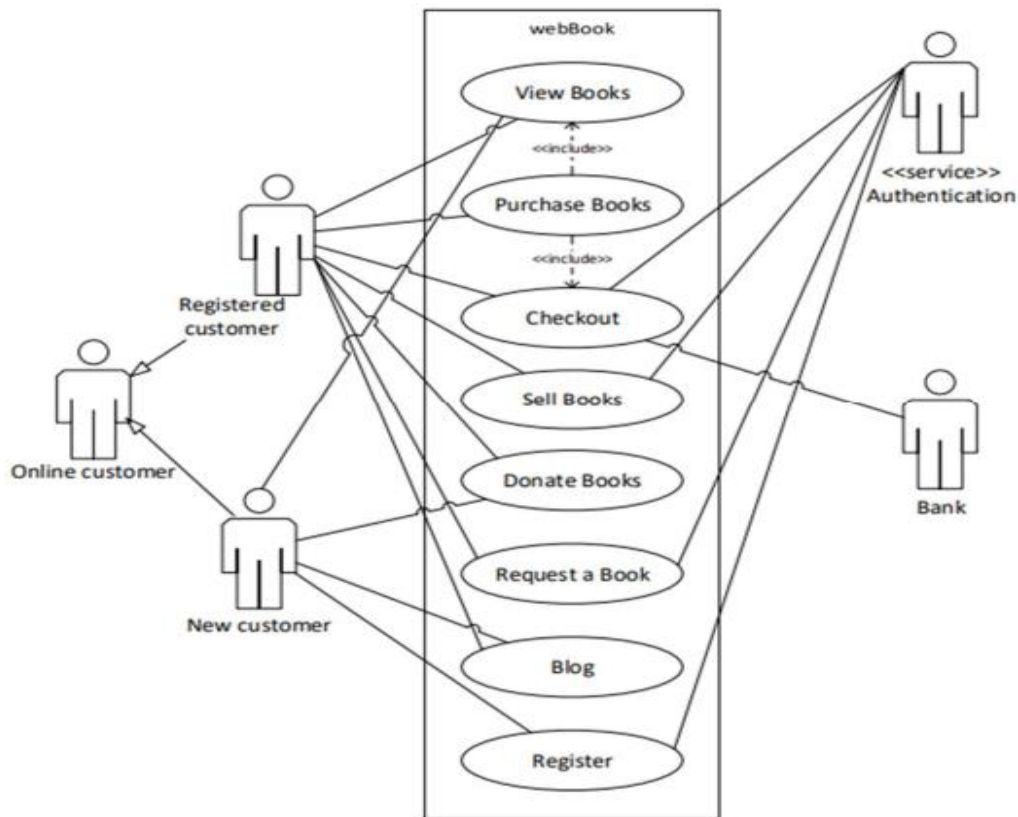 webBook
View Books
<<include>>
Purchase Books
<<include>>
Checkout
Sell Books
Donate Books
Request a Book
Blog
Register
Registered
customer
Online customer
New customer
<<service>>
Authentication
Bank